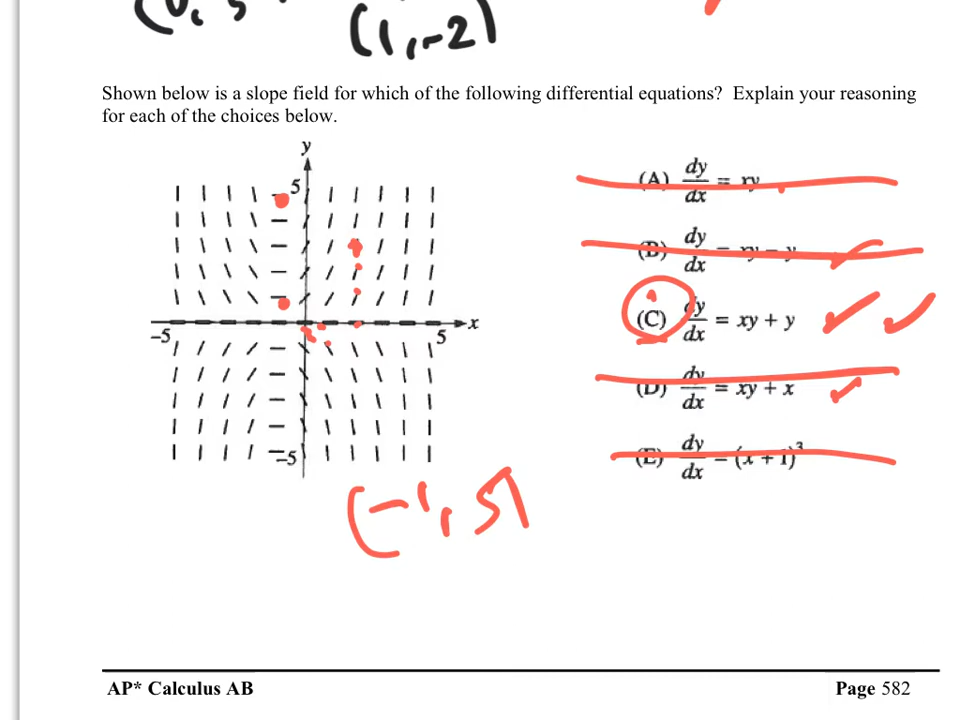 (1,-2)
Shown below is a slope field for which of the following differential equations? Explain your reasoning
for each of the choices below.
y
5
-5
5
x
-5
(A) dy/dx = xy
(B) dy/dx = xy - y
(C) dy/dx = xy + y
(D) dy/dx = xy + x
(E) dy/dx = (x + 1)³
(-1, 5)
AP* Calculus AB
Page 582